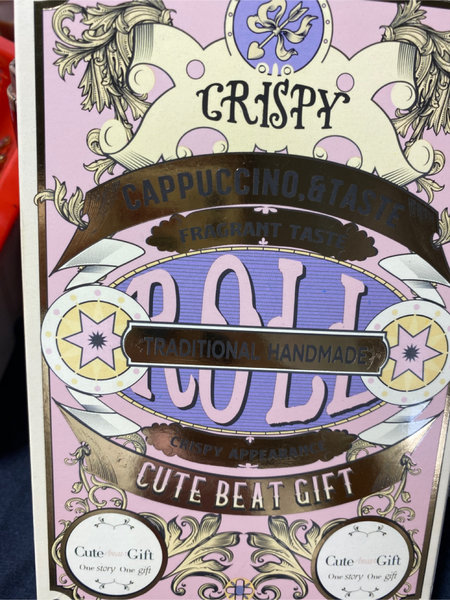 CRISPY
CAPPUCCINO,&TASTE
FRAGRANT TASTE
ROLL
TRADITIONAL HANDMADE
CRISPY APPEARANCE
CUTE BEAT GIFT
Cute Beat Gift
One story One gift
Cute Beat Gift
One story One gift